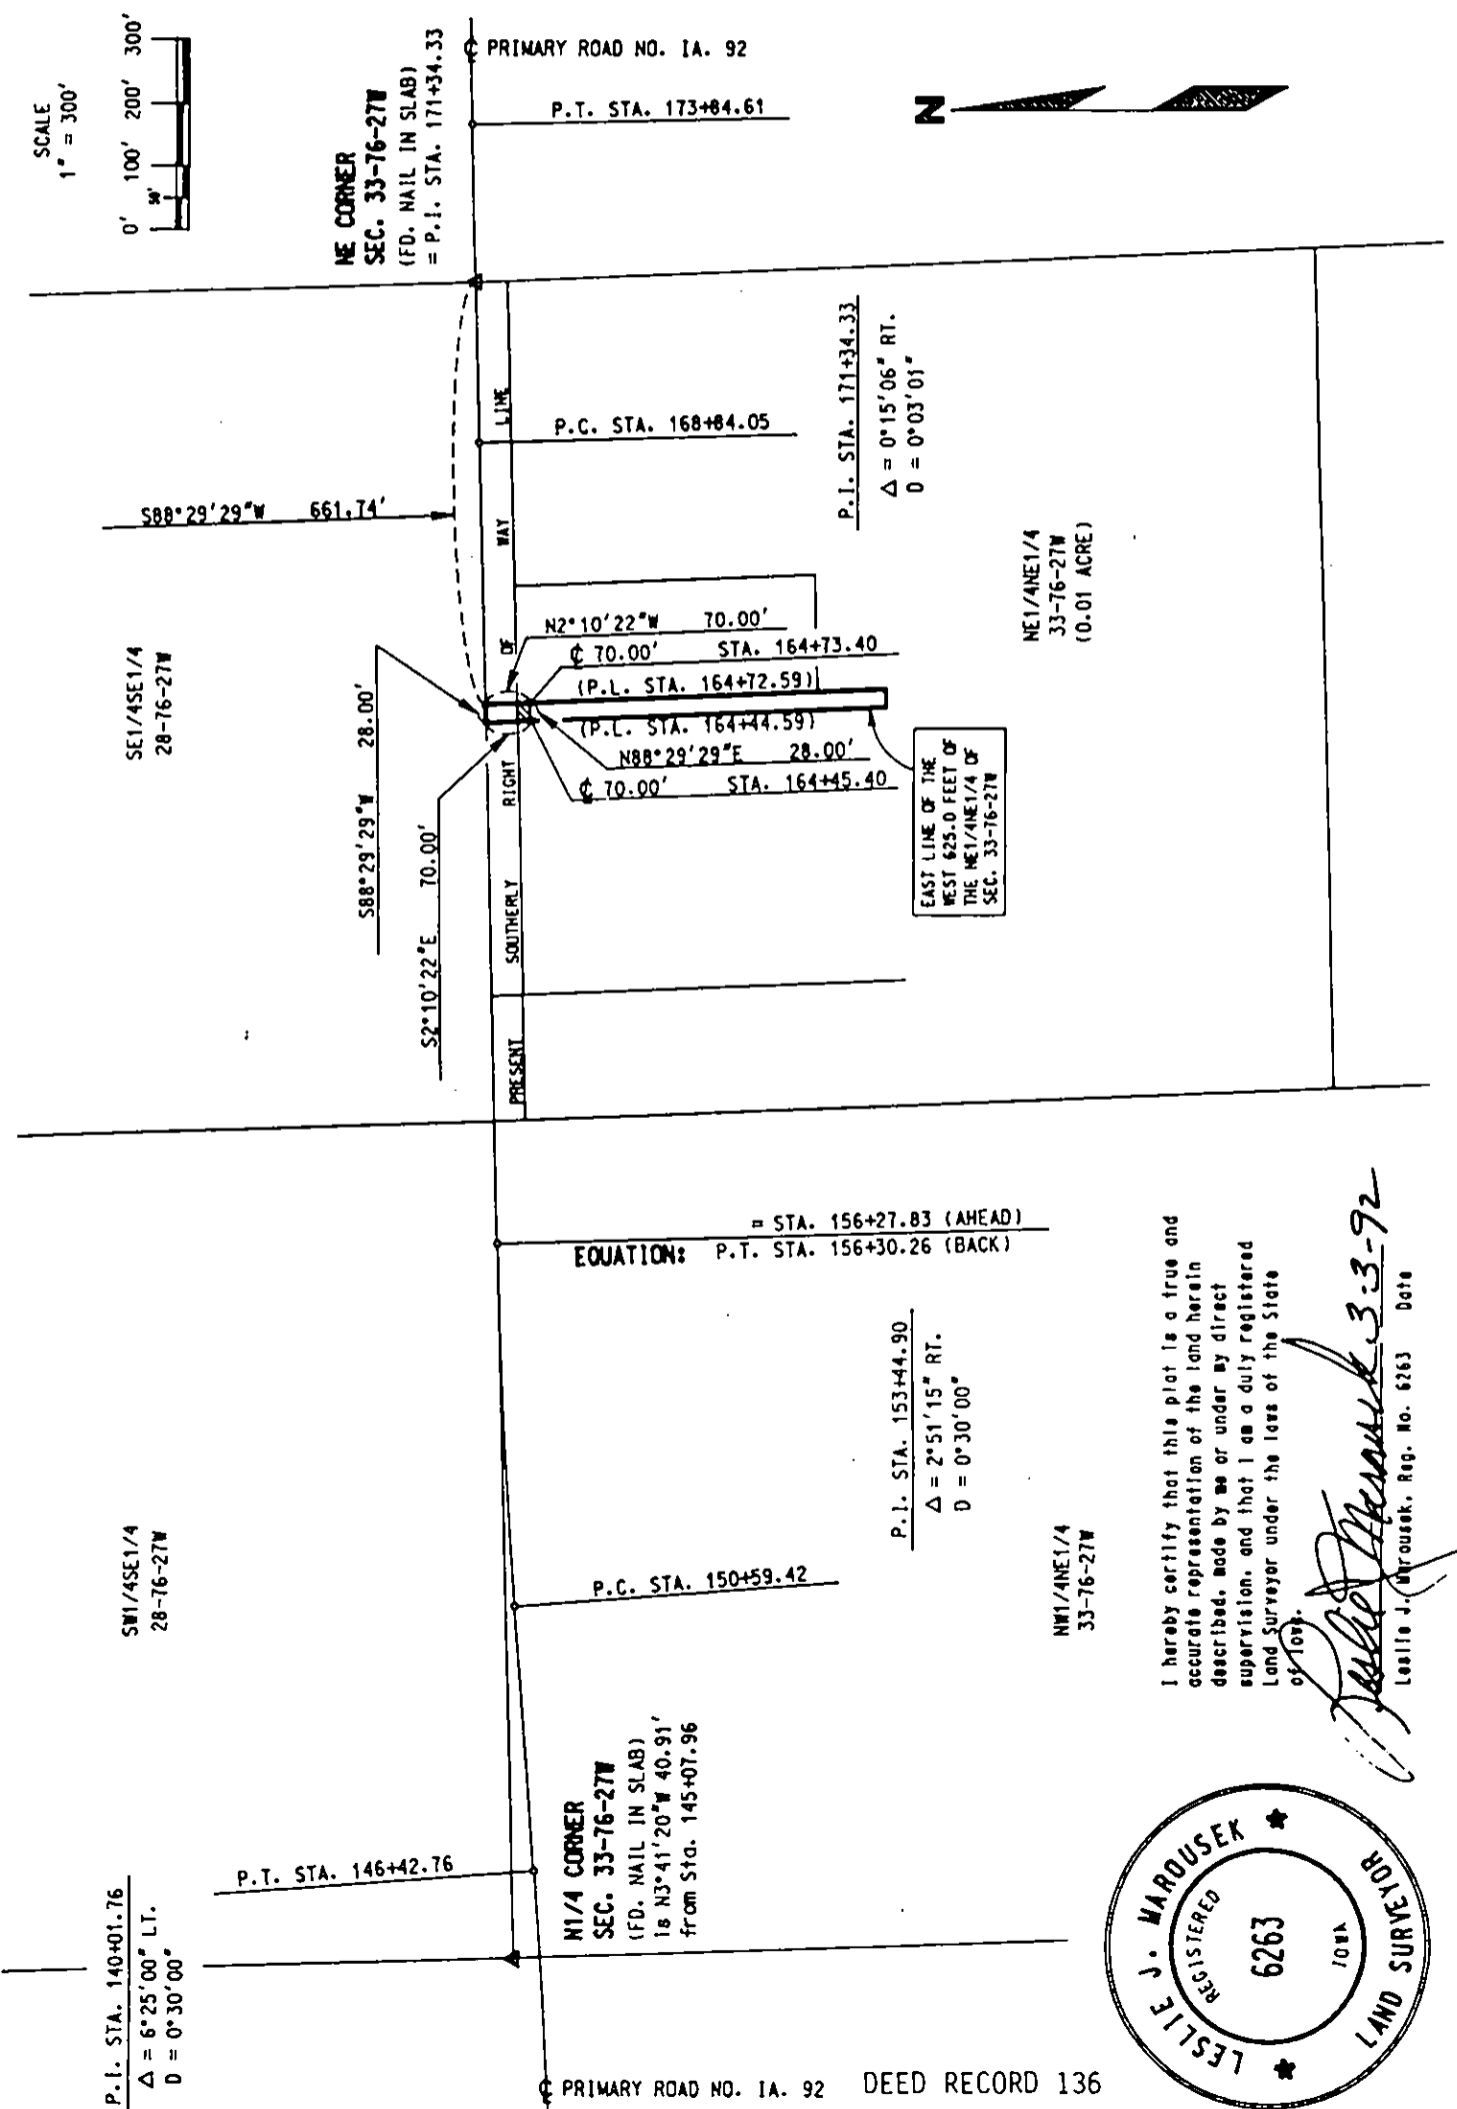 SCALE
1" = 300'
0' 50' 100' 200' 300'
NE CORNER
SEC. 33-76-27W
(FD. NAIL IN SLAB)
= P.I. STA. 171+34.33
℄ PRIMARY ROAD NO. IA. 92
P.T. STA. 173+84.61
N
SE1/4SE1/4
28-76-27W
S88°29'29"W 661.74'
P.C. STA. 168+84.05
P.I. STA. 171+34.33
Δ = 0°15'06" RT.
D = 0°03'01"
NE1/4NE1/4
33-76-27W
(0.01 ACRE)
S88°29'29"W 28.00'
S2°10'22"E 70.00'
N2°10'22"W 70.00'
℄ 70.00' STA. 164+73.40
(P.L. STA. 164+72.59)
(P.L. STA. 164+44.59)
N88°29'29"E 28.00'
℄ 70.00' STA. 164+45.40
EAST LINE OF THE
WEST 625.0 FEET OF
THE NE1/4NE1/4 OF
SEC. 33-76-27W
PRESENT SOUTHERLY RIGHT OF WAY LINE
= STA. 156+27.83 (AHEAD)
EQUATION: P.T. STA. 156+30.26 (BACK)
SW1/4SE1/4
28-76-27W
P.I. STA. 153+44.90
Δ = 2°51'15" RT.
D = 0°30'00"
P.C. STA. 150+59.42
NW1/4NE1/4
33-76-27W
P.I. STA. 140+01.76
Δ = 6°25'00" LT.
D = 0°30'00"
P.T. STA. 146+42.76
N1/4 CORNER
SEC. 33-76-27W
(FD. NAIL IN SLAB)
is N3°41'20"W 40.91'
from Sta. 145+07.96
℄ PRIMARY ROAD NO. IA. 92
I hereby certify that this plat is a true and
accurate representation of the land herein
described, made by me or under my direct
supervision, and that I am a duly registered
Land Surveyor under the laws of the State
of Iowa.
Leslie J. Marousek 3-3-92
Leslie J. Marousek, Reg. No. 6263 Date
LESLIE J. MAROUSEK
REGISTERED
6263
IOWA
LAND SURVEYOR
DEED RECORD 136